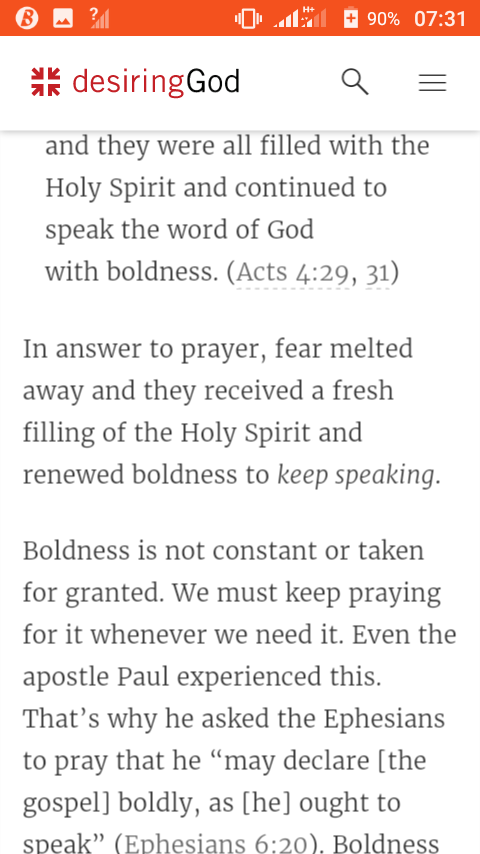 90% 07:31
desiringGod
and they were all filled with the
Holy Spirit and continued to
speak the word of God
with boldness. (Acts 4:29, 31)
In answer to prayer, fear melted
away and they received a fresh
filling of the Holy Spirit and
renewed boldness to keep speaking.
Boldness is not constant or taken
for granted. We must keep praying
for it whenever we need it. Even the
apostle Paul experienced this.
That’s why he asked the Ephesians
to pray that he “may declare [the
gospel] boldly, as [he] ought to
speak” (Ephesians 6:20). Boldness